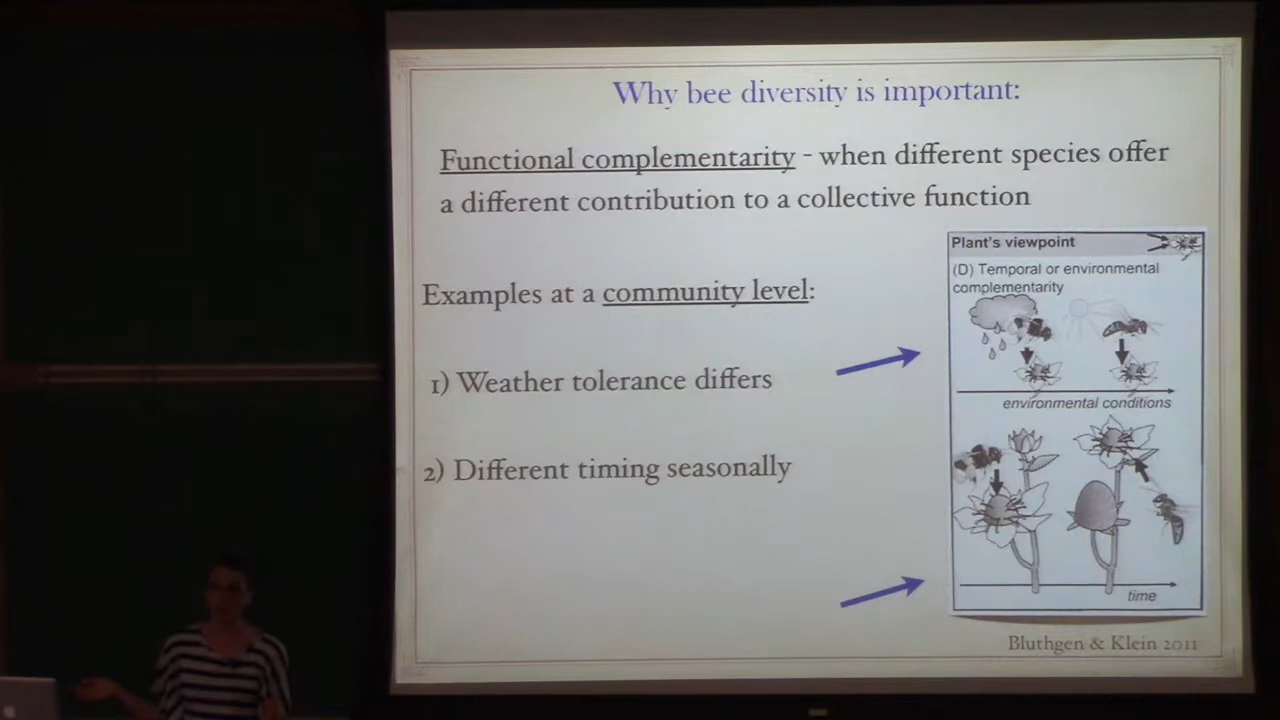 Why bee diversity is important:
Functional complementarity - when different species offer
a different contribution to a collective function
Examples at a community level:
1) Weather tolerance differs
2) Different timing seasonally
Plant's viewpoint
(D) Temporal or environmental
complementarity
environmental conditions
time
Bluthgen & Klein 2011